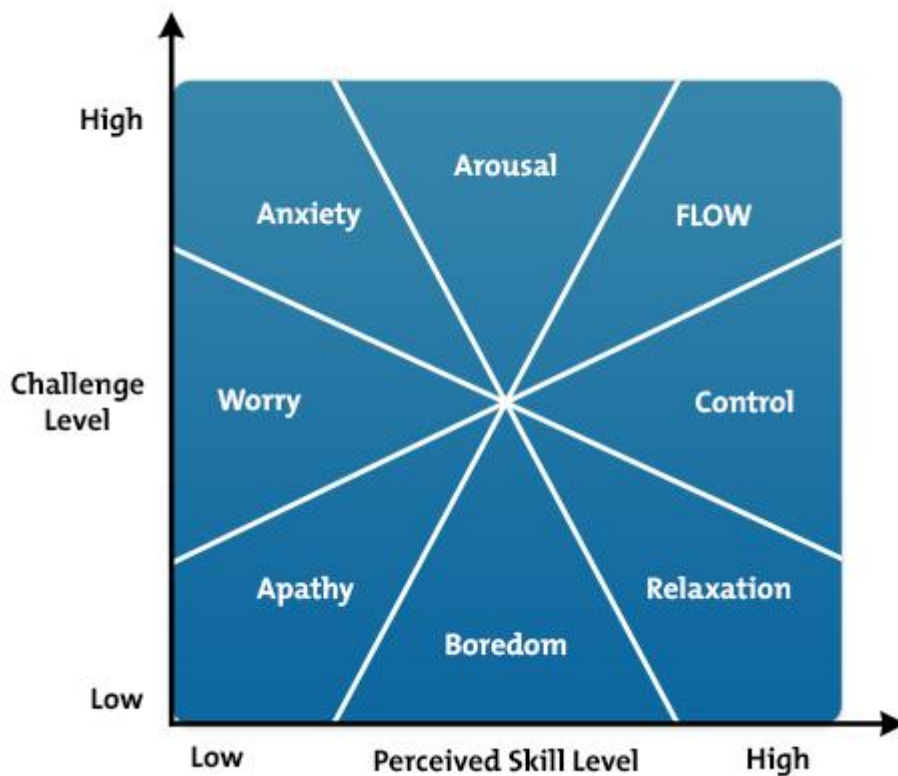 High
Arousal
Anxiety
FLOW
Challenge
Level
Worry
Control
Apathy
Relaxation
Boredom
Low
Low
Perceived Skill Level
High